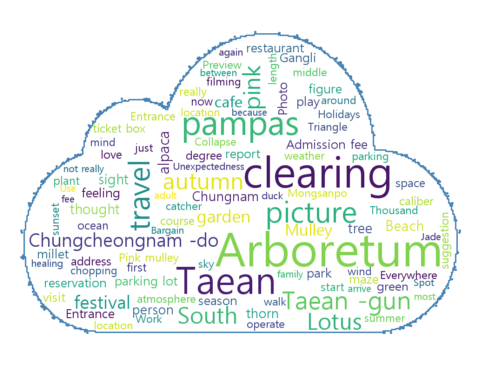 again restaurant
Preview between Gangli
length middle
filming because Photo figure
really now cafe pink play around
Entrance location Holidays
ticket box Collapse pampas Triangle
mind just alpaca degree report Admission fee
love Unexpectedness weather parking
not really sight travel autumn clearing space
plant Use feeling adult Chungnam duck Mongsanpo caliber
fee thought catcher garden picture Thousand
sunset ocean course Mulley tree Beach suggestion
Chungcheongnam -do Bargain Arboretum Jade
millet Pink mulley sky
healing address first Taean family park wind Everywhere
chopping maze green Spot
reservation parking lot start arrive most
visit festival atmosphere season walk Taean -gun
Entrance person South thorn Lotus summer
location Work operate